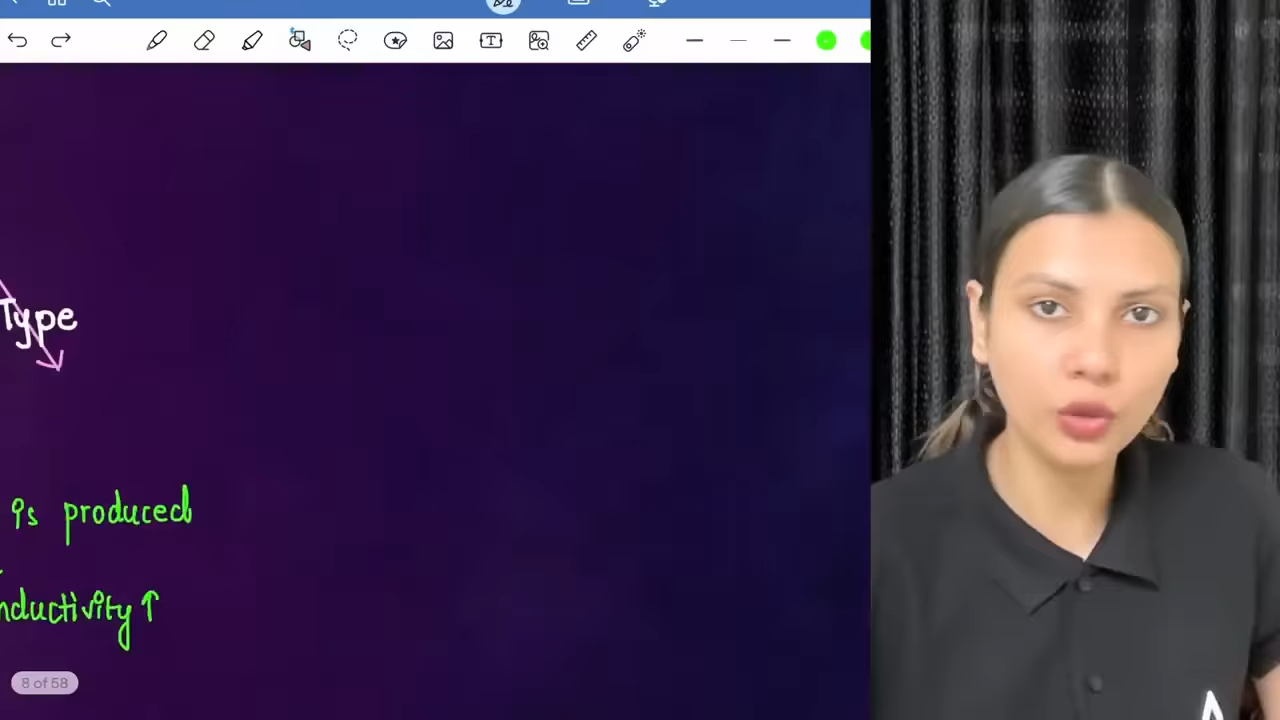 Type
is produced
nductivity ↑
8 of 58